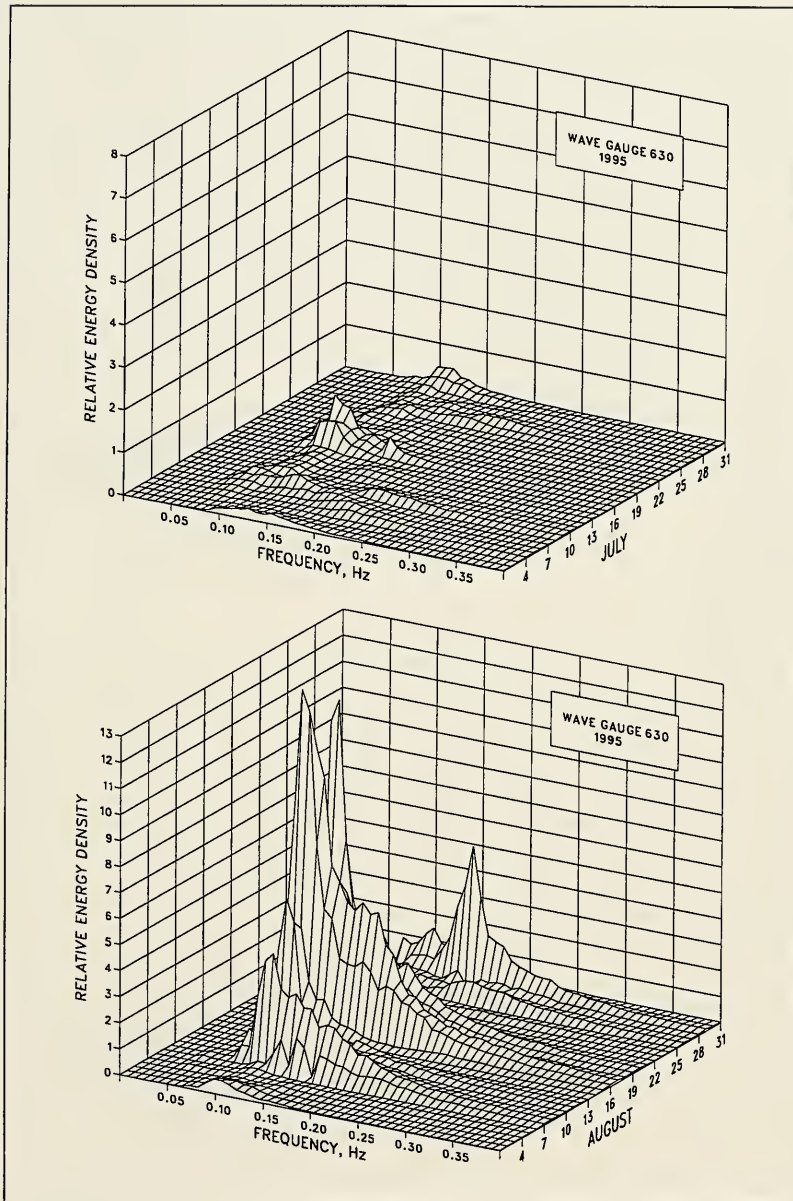 WAVE GAUGE 630
1995
RELATIVE ENERGY DENSITY
8
7
6
5
4
3
2
1
0
0.05 0.10 0.15 0.20 0.25 0.30 0.35
FREQUENCY, Hz
1 4 7 10 13 16 19 22 25 28 31
JULY
WAVE GAUGE 630
1995
RELATIVE ENERGY DENSITY
13
12
11
10
9
8
7
6
5
4
3
2
1
0
0.05 0.10 0.15 0.20 0.25 0.30 0.35
FREQUENCY, Hz
1 4 7 10 13 16 19 22 25 28 31
AUGUST